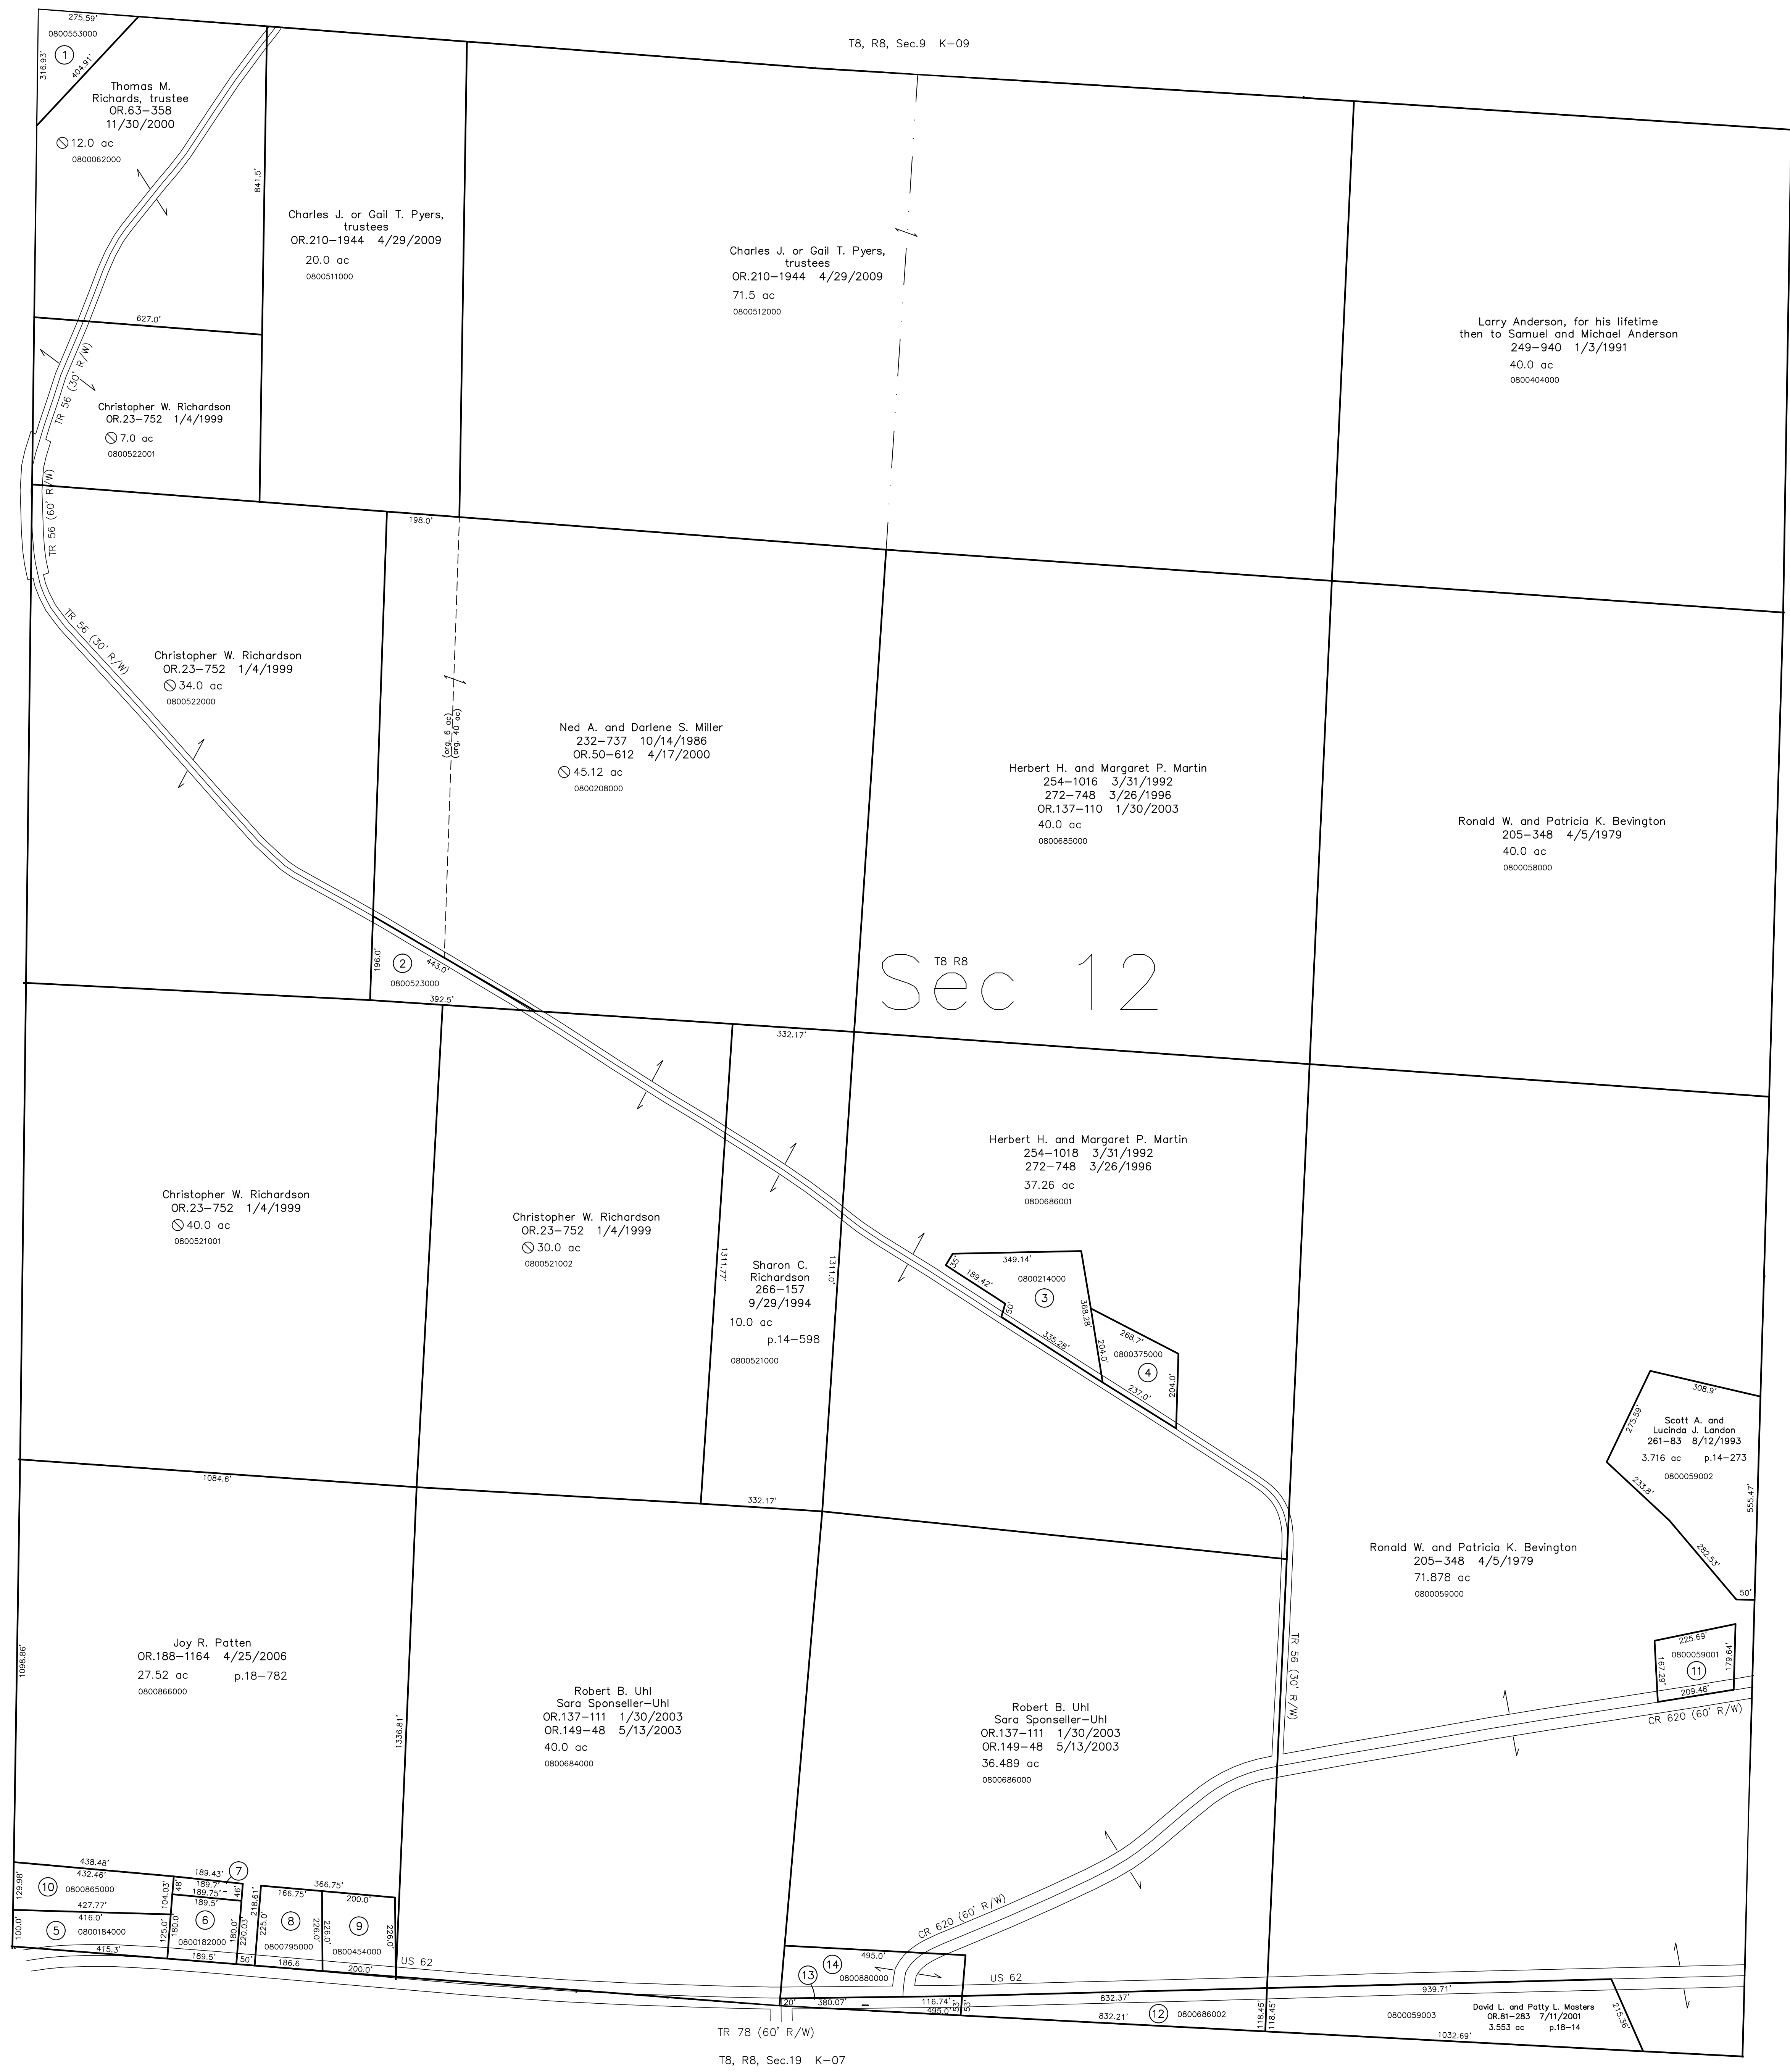 T8, R8, Sec.9 K-09
275.59'
0800553000
1
316.93'
404.91'
Thomas M.
Richards, trustee
OR.63-358
11/30/2000
12.0 ac
0800062000
841.5'
627.0'
Charles J. or Gail T. Pyers,
trustees
OR.210-1944 4/29/2009
20.0 ac
0800511000
Charles J. or Gail T. Pyers,
trustees
OR.210-1944 4/29/2009
71.5 ac
0800512000
Larry Anderson, for his lifetime
then to Samuel and Michael Anderson
249-940 1/3/1991
40.0 ac
0800404000
TR 56 (30' R/W)
Christopher W. Richardson
OR.23-752 1/4/1999
7.0 ac
0800522001
TR 56 (60' R/W)
198.0'
TR 56 (30' R/W)
Christopher W. Richardson
OR.23-752 1/4/1999
34.0 ac
0800522000
(org. 6 ac)
(org. 40 ac)
Ned A. and Darlene S. Miller
232-737 10/14/1986
OR.50-612 4/17/2000
45.12 ac
0800208000
Herbert H. and Margaret P. Martin
254-1016 3/31/1992
272-748 3/26/1996
OR.137-110 1/30/2003
40.0 ac
0800685000
Ronald W. and Patricia K. Bevington
205-348 4/5/1979
40.0 ac
0800058000
196.0'
2
443.0'
0800523000
392.5'
T8 R8
Sec 12
332.17'
Christopher W. Richardson
OR.23-752 1/4/1999
40.0 ac
0800521001
Christopher W. Richardson
OR.23-752 1/4/1999
30.0 ac
0800521002
1311.77'
Sharon C.
Richardson
266-157
9/29/1994
10.0 ac
p.14-598
0800521000
1311.0'
Herbert H. and Margaret P. Martin
254-1018 3/31/1992
272-748 3/26/1996
37.26 ac
0800686001
35'
349.14'
189.42'
0800214000
3
50'
368.28'
335.28'
268.7'
204.0'
0800375000
4
237.0'
204.0'
308.9'
275.59'
Scott A. and
Lucinda J. Landon
261-83 8/12/1993
3.716 ac p.14-273
0800059002
233.8'
555.47'
282.53'
50'
1084.6'
332.17'
Ronald W. and Patricia K. Bevington
205-348 4/5/1979
71.878 ac
0800059000
225.69'
0800059001
167.29'
11
179.64'
209.48'
CR 620 (60' R/W)
TR 56 (30' R/W)
1098.86'
Joy R. Patten
OR.188-1164 4/25/2006
27.52 ac p.18-782
0800866000
1336.81'
Robert B. Uhl
Sara Sponseller-Uhl
OR.137-111 1/30/2003
OR.149-48 5/13/2003
40.0 ac
0800684000
Robert B. Uhl
Sara Sponseller-Uhl
OR.137-111 1/30/2003
OR.149-48 5/13/2003
36.489 ac
0800686000
438.48'
432.46'
129.98'
10
0800865000
104.03'
427.77'
416.0'
100.0'
5
0800184000
125.0'
415.3'
189.43'
7
189.7'
48'
189.75'
46'
189.5'
180.0'
6
0800182000
180.0'
220.03'
189.5'
50'
218.61'
366.75'
166.75'
225.0'
8
226.0'
0800795000
186.6
200.0'
226.0'
9
226.0'
0800454000
200.0'
US 62
CR 620 (60' R/W)
495.0'
14
0800880000
13
US 62
20'
380.07'
116.74'
495.0'
53'
53'
832.37'
832.21'
12
0800686002
118.45'
118.45'
939.71'
0800059003
David L. and Patty L. Masters
OR.81-283 7/11/2001
3.553 ac p.18-14
215.36'
1032.69'
TR 78 (60' R/W)
T8, R8, Sec.19 K-07